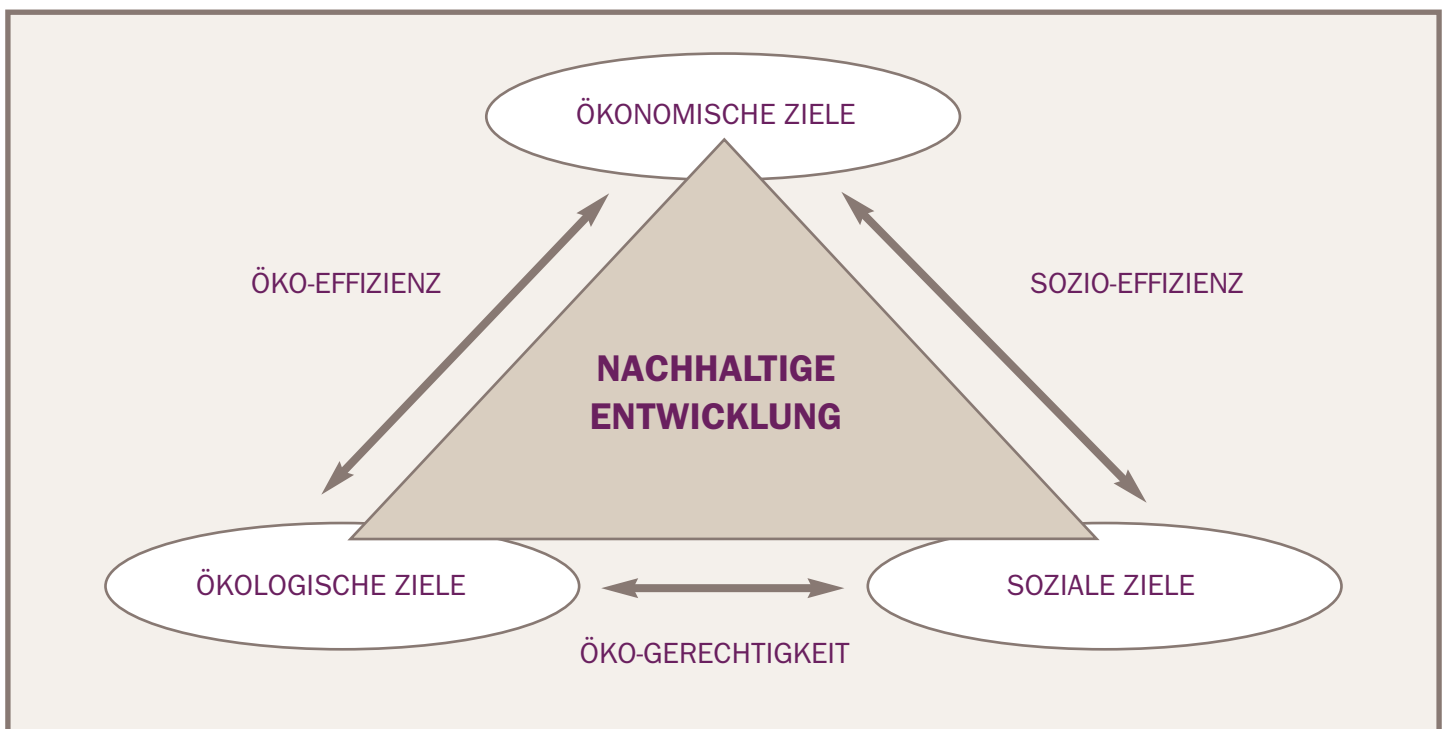 ÖKONOMISCHE ZIELE
ÖKO-EFFIZIENZ
SOZIO-EFFIZIENZ
NACHHALTIGE
ENTWICKLUNG
ÖKOLOGISCHE ZIELE
SOZIALE ZIELE
ÖKO-GERECHTIGKEIT